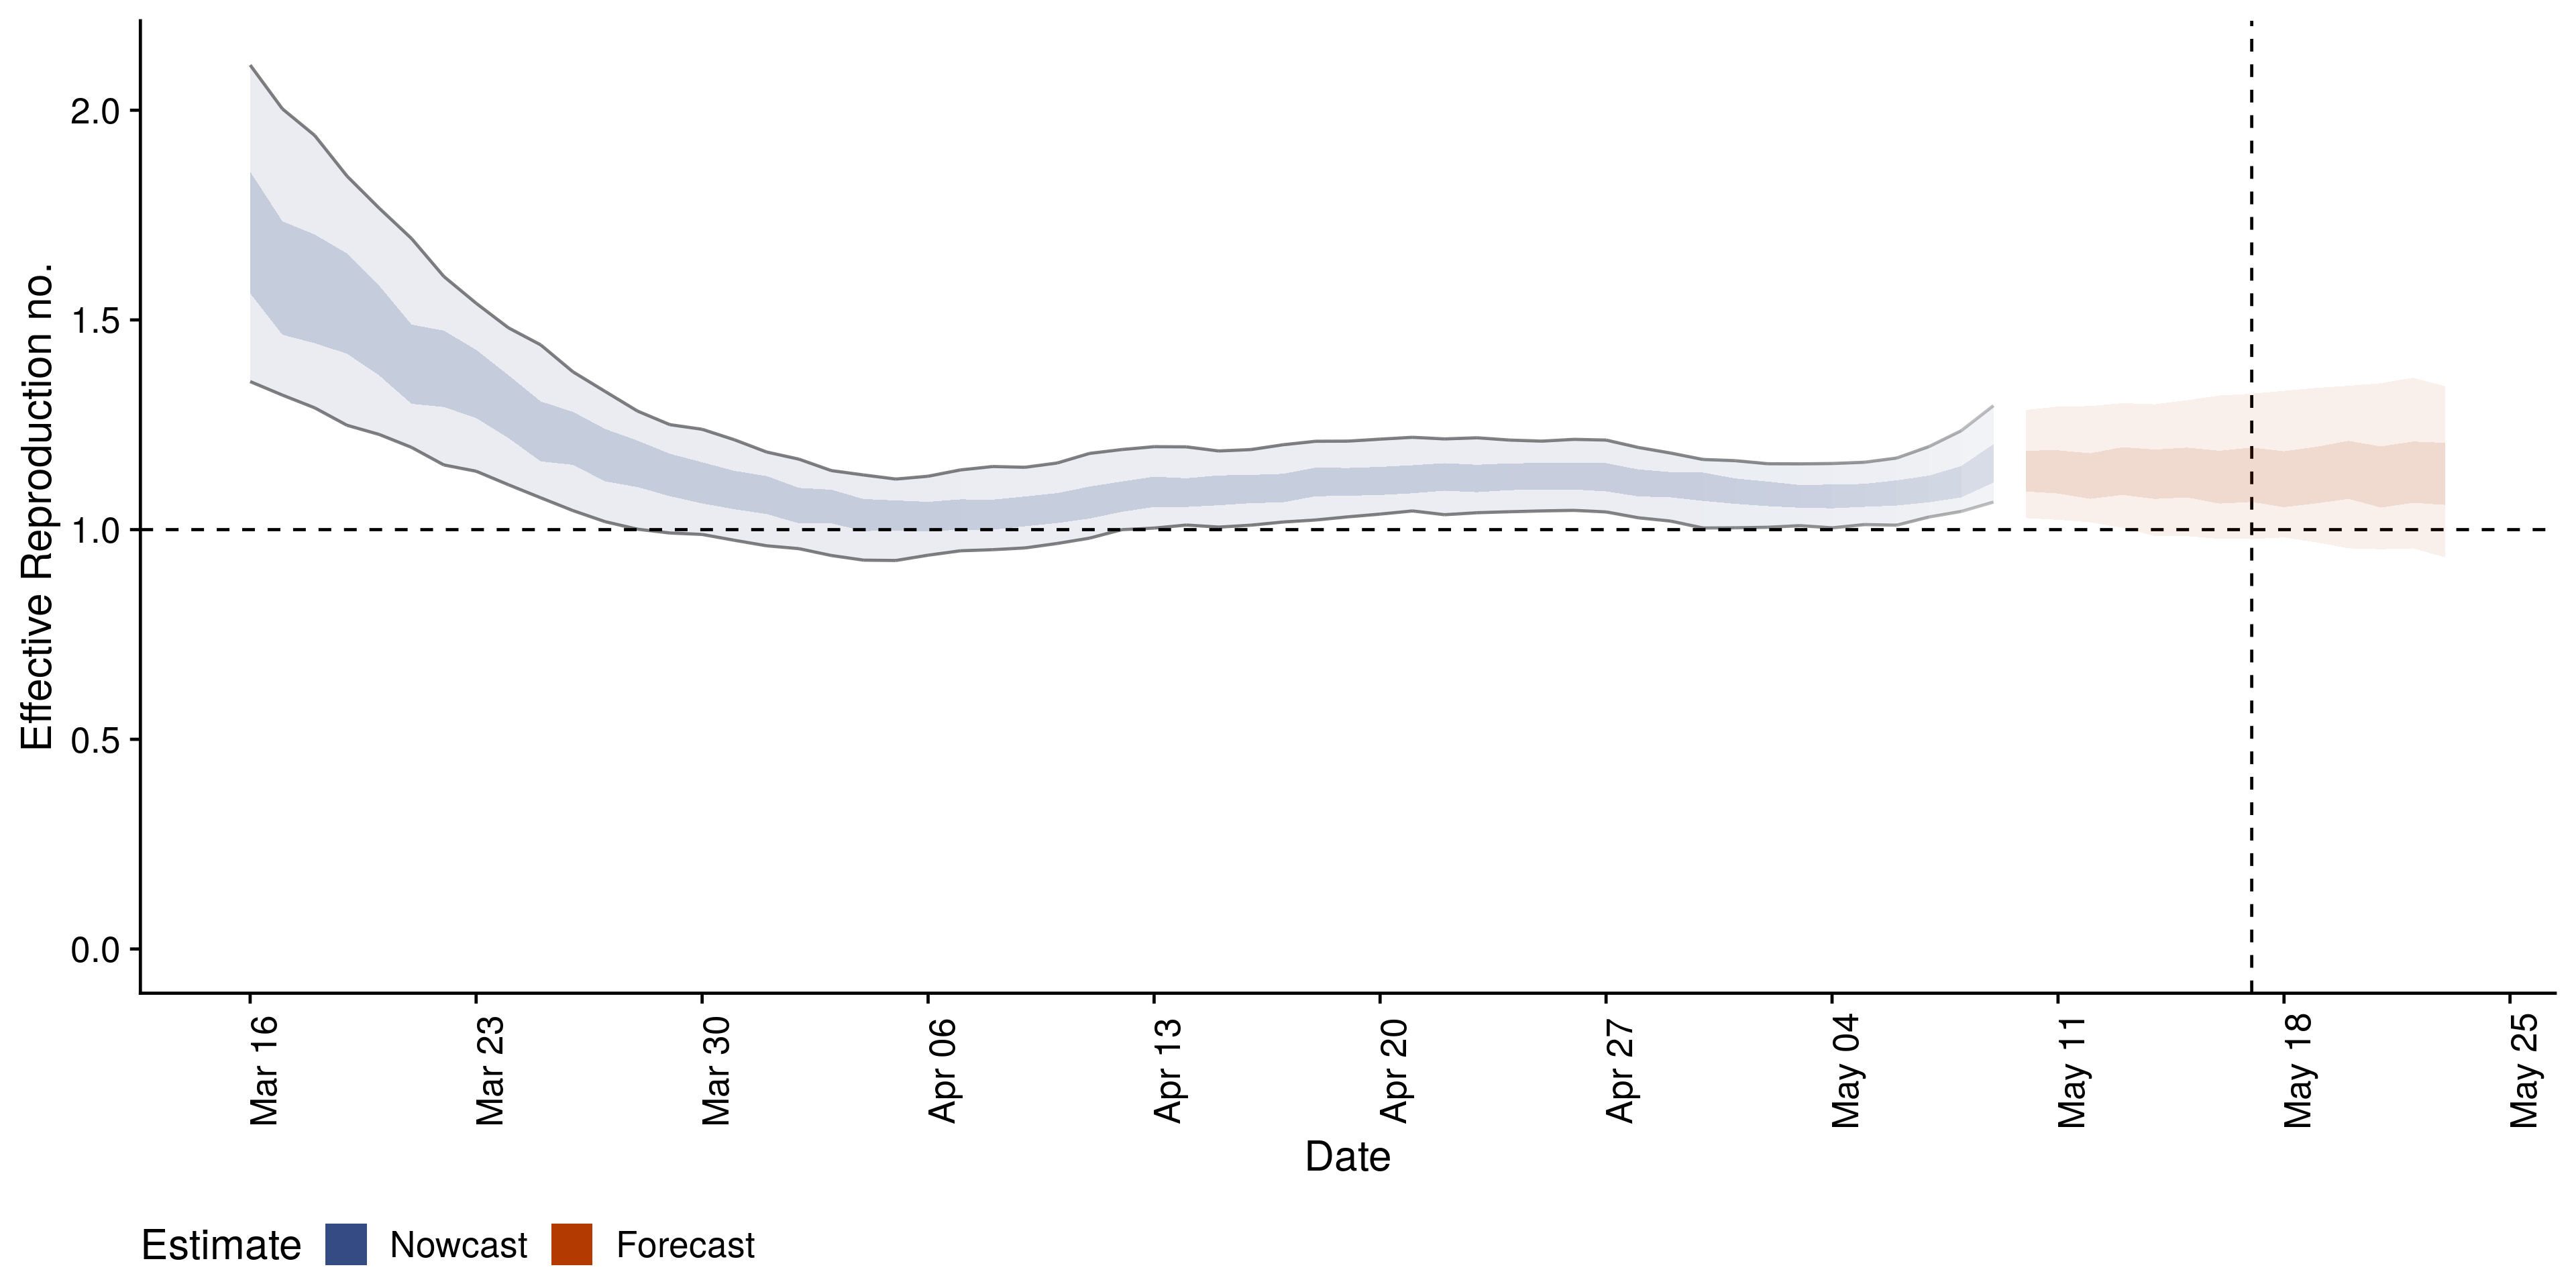 Effective Reproduction no.
2.0
1.5
1.0
0.5
0.0
Mar 16
Mar 23
Mar 30
Apr 06
Apr 13
Apr 20
Apr 27
May 04
May 11
May 18
May 25
Date
Estimate Nowcast Forecast